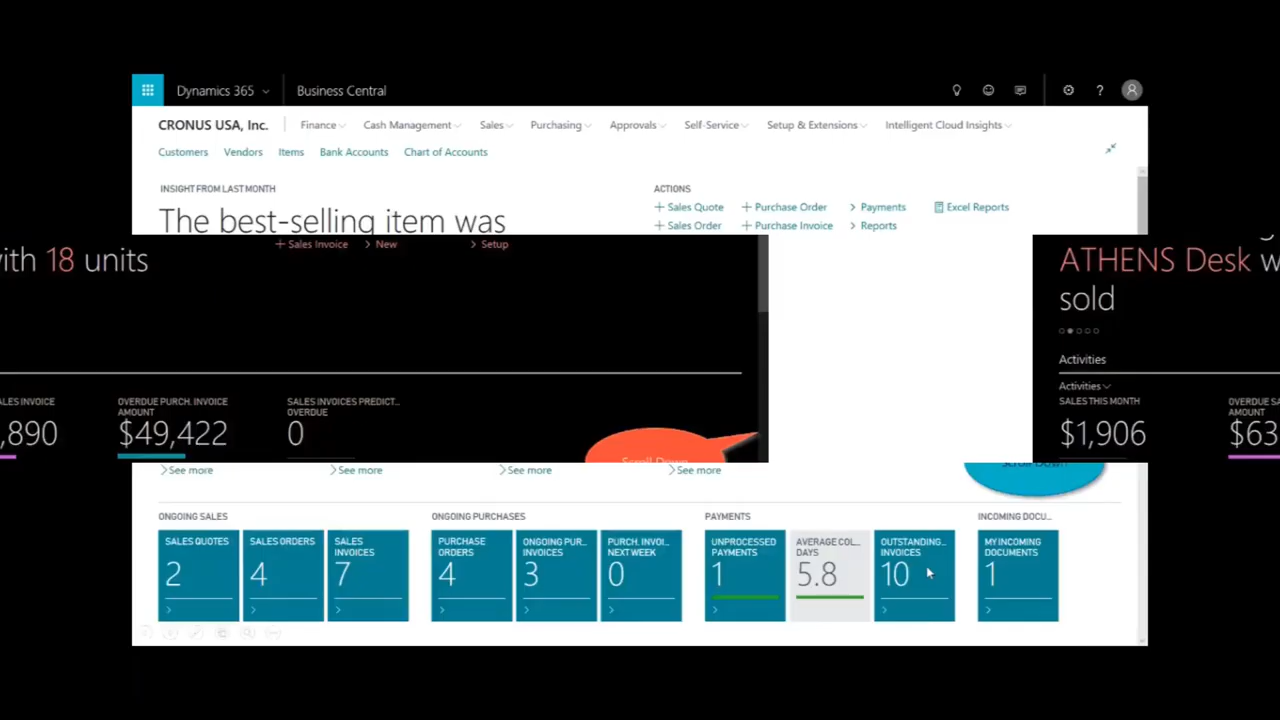 Dynamics 365
Business Central
?
CRONUS USA, Inc.
Finance
Cash Management
Sales
Purchasing
Approvals
Self-Service
Setup & Extensions
Intelligent Cloud Insights
Customers
Vendors
Items
Bank Accounts
Chart of Accounts
INSIGHT FROM LAST MONTH
The best-selling item was
ACTIONS
+ Sales Quote
+ Purchase Order
> Payments
Excel Reports
+ Sales Order
+ Purchase Invoice
> Reports
+ Sales Invoice
> New
> Setup
ith 18 units
ATHENS Desk w
sold
Activities
Activities
LES INVOICE
,890
OVERDUE PURCH. INVOICE
AMOUNT
$49,422
SALES INVOICES PREDICT...
OVERDUE
0
SALES THIS MONTH
$1,906
OVERDUE SA
AMOUNT
$63
Scroll Down
Scroll Down
>See more
>See more
>See more
>See more
ONGOING SALES
ONGOING PURCHASES
PAYMENTS
INCOMING DOCU...
SALES QUOTES
2
SALES ORDERS
4
SALES
INVOICES
7
PURCHASE
ORDERS
4
ONGOING PUR...
INVOICES
3
PURCH. INVOI...
NEXT WEEK
0
UNPROCESSED
PAYMENTS
1
AVERAGE COL...
DAYS
5.8
OUTSTANDING...
INVOICES
10
MY INCOMING
DOCUMENTS
1